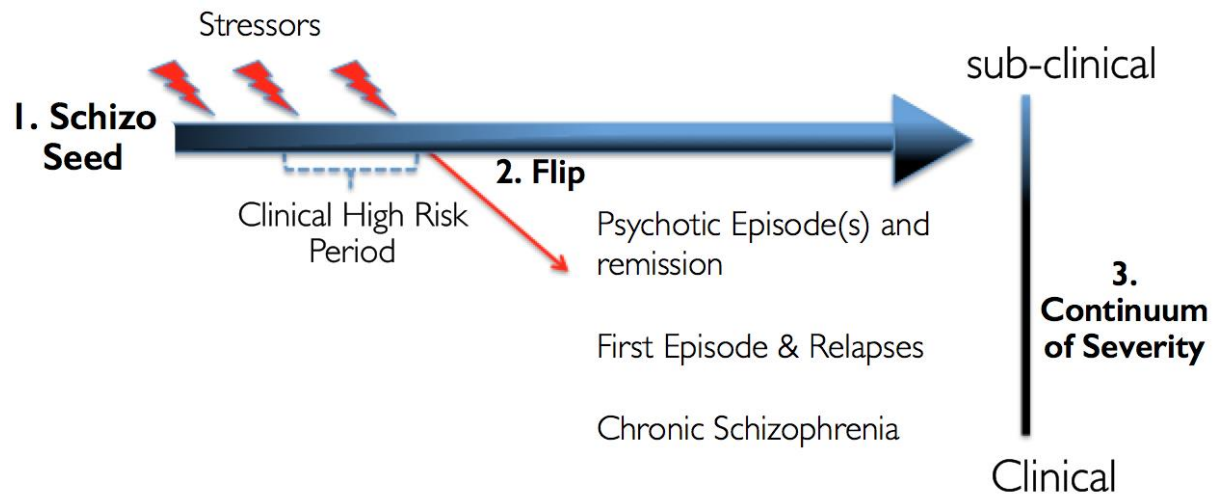 Stressors
1. Schizo
Seed
2. Flip
Clinical High Risk
Period
Psychotic Episode(s) and
remission
First Episode & Relapses
Chronic Schizophrenia
sub-clinical
3.
Continuum
of Severity
Clinical